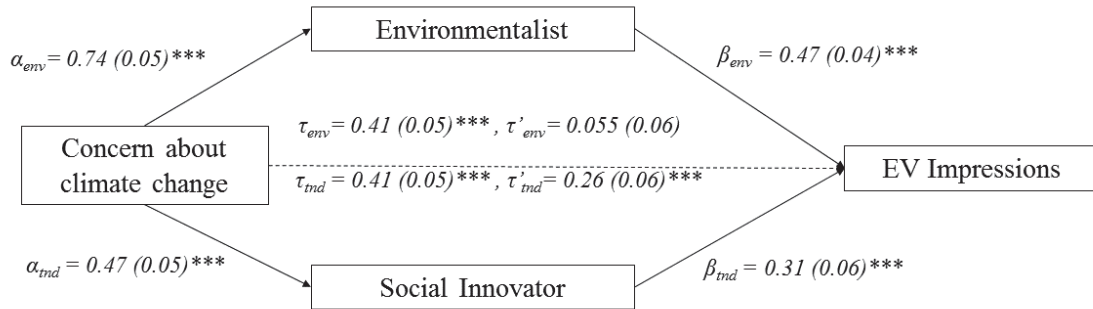 Environmentalist
α_env= 0.74 (0.05)***
β_env = 0.47 (0.04)***
τ_env= 0.41 (0.05)*** , τ'_env= 0.055 (0.06)
Concern about
climate change
EV Impressions
τ_tnd= 0.41 (0.05)*** , τ'_tnd= 0.26 (0.06)***
α_tnd = 0.47 (0.05)***
β_tnd = 0.31 (0.06)***
Social Innovator